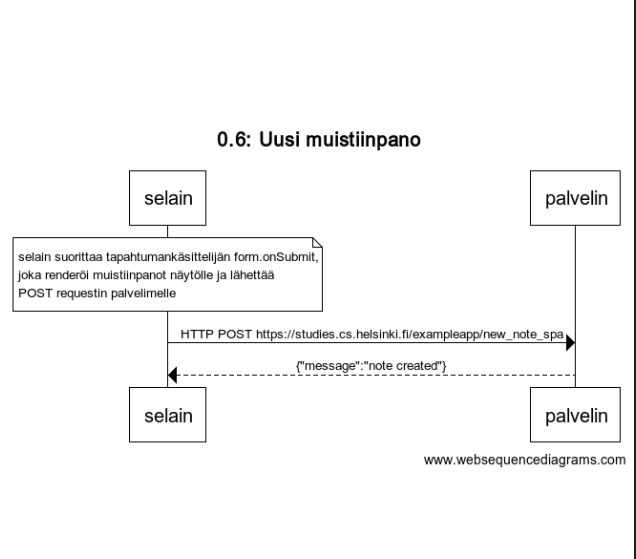 0.6: Uusi muistiinpano
selain
palvelin
selain suorittaa tapahtumankäsittelijän form.onSubmit,
joka renderöi muistiinpanot näytölle ja lähettää
POST requestin palvelimelle
HTTP POST https://studies.cs.helsinki.fi/exampleapp/new_note_spa
{"message":"note created"}
selain
palvelin
www.websequencediagrams.com